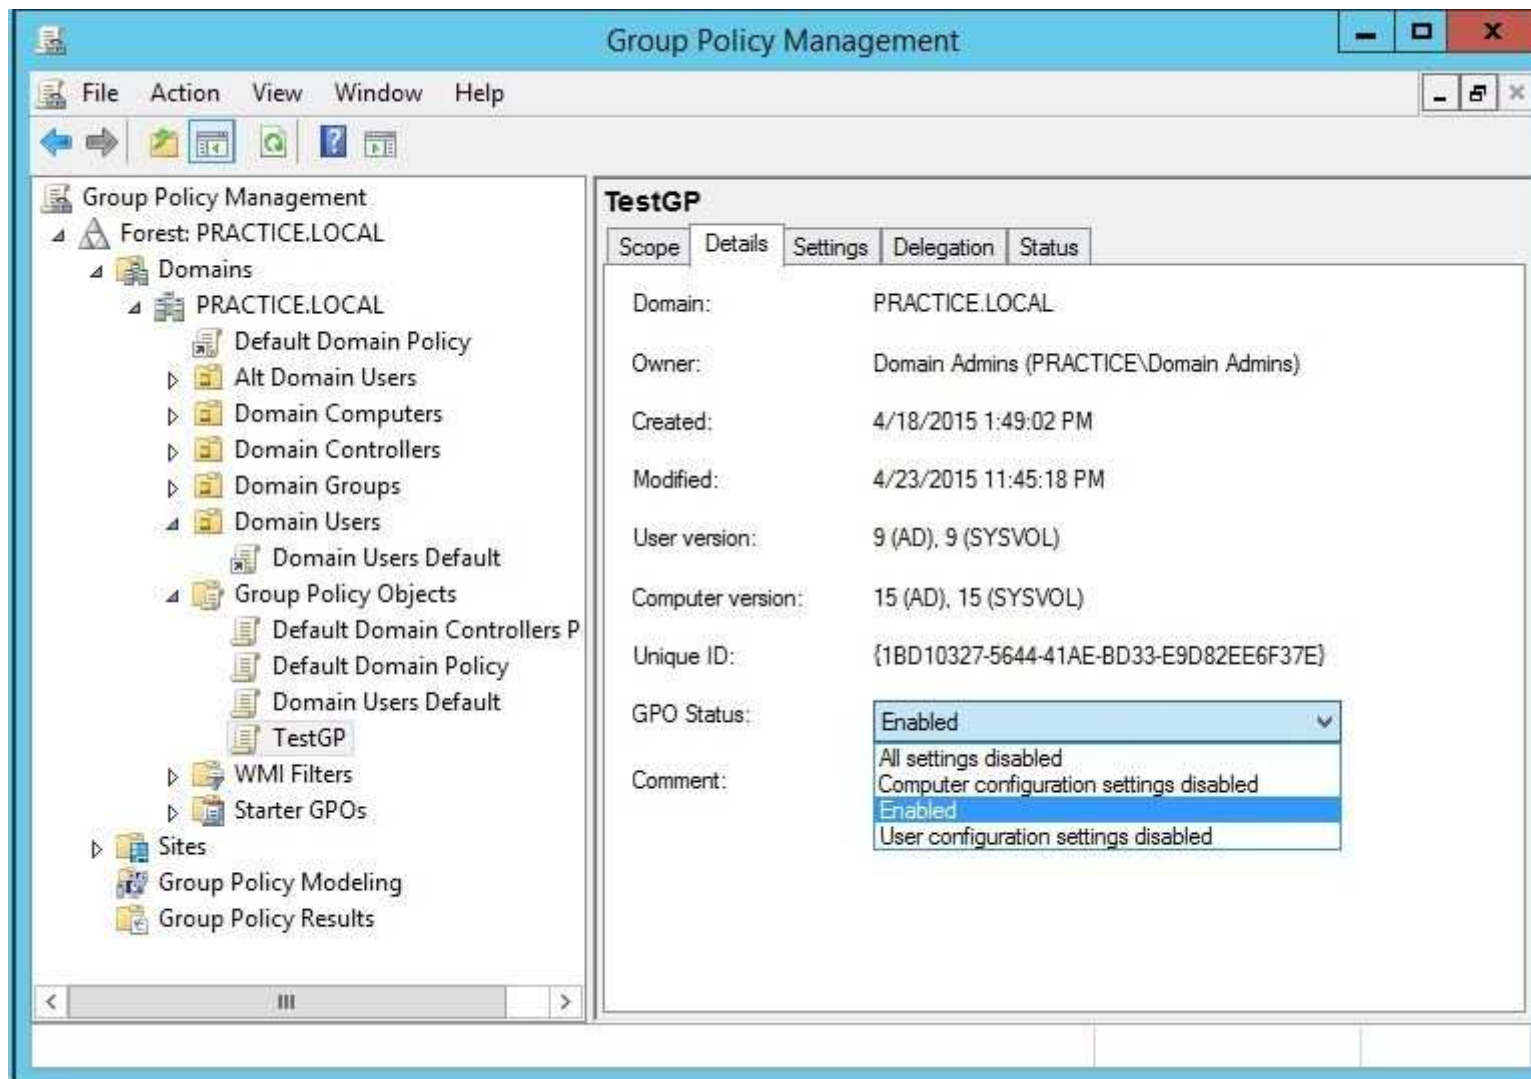 Group Policy Management
File Action View Window Help
Group Policy Management
Forest: PRACTICE.LOCAL
Domains
PRACTICE.LOCAL
Default Domain Policy
Alt Domain Users
Domain Computers
Domain Controllers
Domain Groups
Domain Users
Domain Users Default
Group Policy Objects
Default Domain Controllers P
Default Domain Policy
Domain Users Default
TestGP
WMI Filters
Starter GPOs
Sites
Group Policy Modeling
Group Policy Results
TestGP
Scope Details Settings Delegation Status
Domain: PRACTICE.LOCAL
Owner: Domain Admins (PRACTICE\Domain Admins)
Created: 4/18/2015 1:49:02 PM
Modified: 4/23/2015 11:45:18 PM
User version: 9 (AD), 9 (SYSVOL)
Computer version: 15 (AD), 15 (SYSVOL)
Unique ID: {1BD10327-5644-41AE-BD33-E9D82EE6F37E}
GPO Status: Enabled
All settings disabled
Computer configuration settings disabled
Enabled
User configuration settings disabled
Comment: